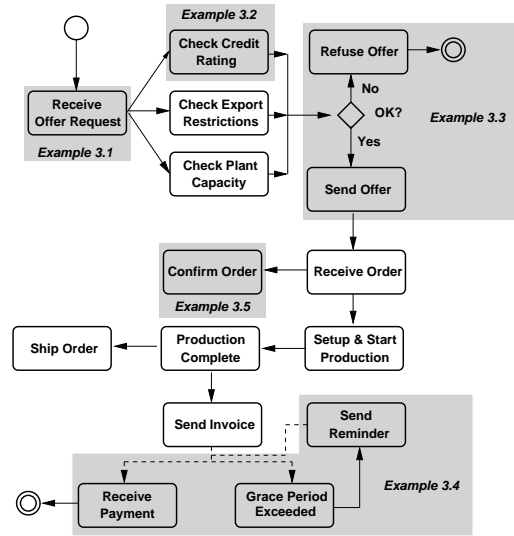 Example 3.2
Check Credit
Rating
Refuse Offer
No
Receive
Offer Request
Check Export
Restrictions
OK?
Example 3.3
Example 3.1
Yes
Check Plant
Capacity
Send Offer
Confirm Order
Receive Order
Example 3.5
Ship Order
Production
Complete
Setup & Start
Production
Send Invoice
Send
Reminder
Example 3.4
Receive
Payment
Grace Period
Exceeded